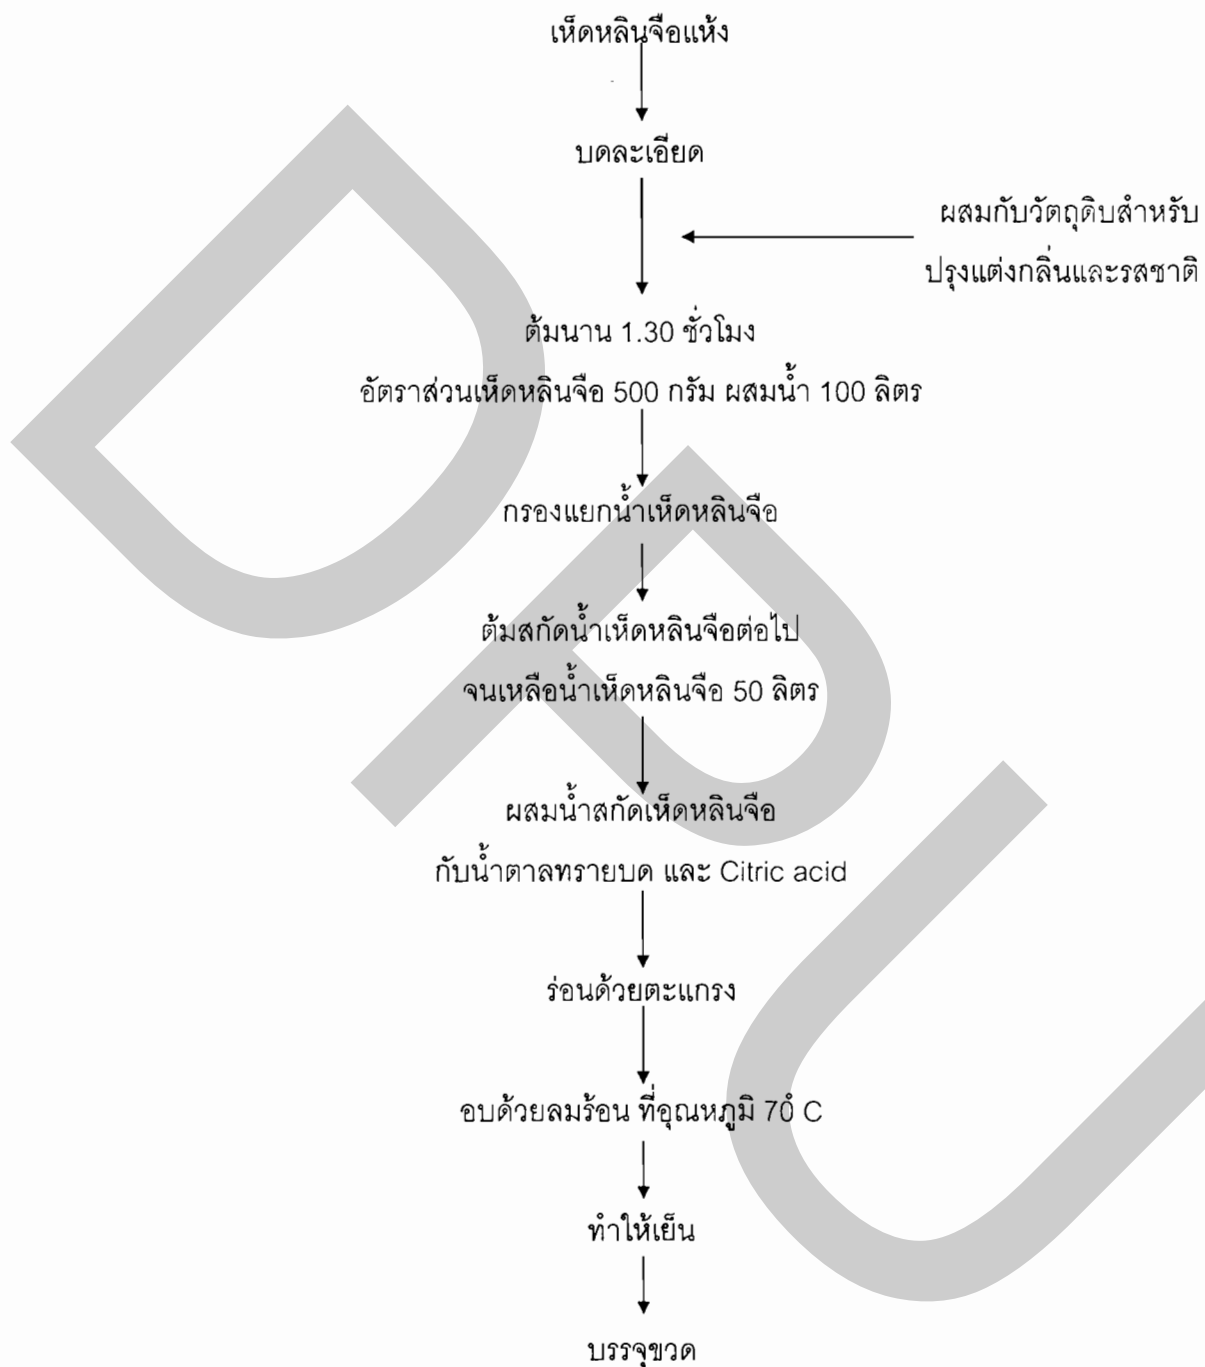 เห็ดหลินจือแห้ง
บดละเอียด
ผสมกับวัตถุดิบสำหรับ
ปรุงแต่งกลิ่นและรสชาติ
ต้มนาน 1.30 ชั่วโมง
อัตราส่วนเห็ดหลินจือ 500 กรัม ผสมน้ำ 100 ลิตร
กรองแยกน้ำเห็ดหลินจือ
ต้มสกัดน้ำเห็ดหลินจือต่อไป
จนเหลือน้ำเห็ดหลินจือ 50 ลิตร
ผสมน้ำสกัดเห็ดหลินจือ
กับน้ำตาลทรายบด และ Citric acid
ร่อนด้วยตะแกรง
อบด้วยลมร้อน ที่อุณหภูมิ 70ํ C
ทำให้เย็น
บรรจุขวด
DPU